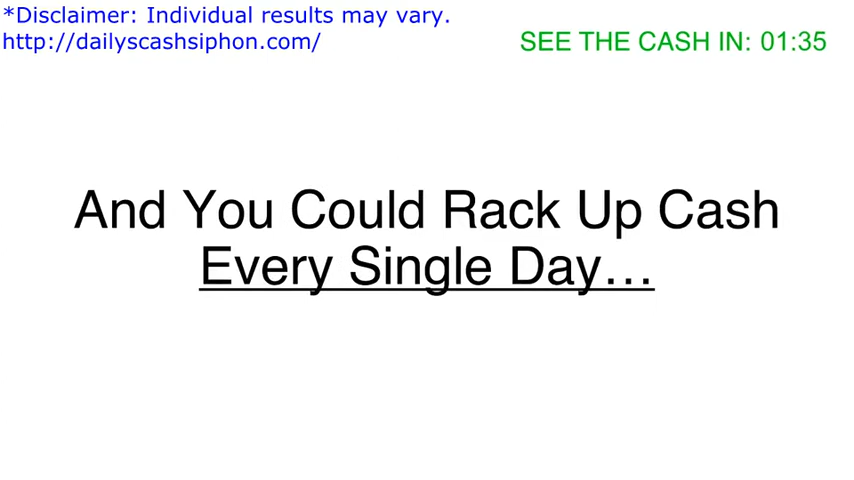 *Disclaimer: Individual results may vary.
http://dailyscashsiphon.com/
SEE THE CASH IN: 01:35
And You Could Rack Up Cash
Every Single Day…